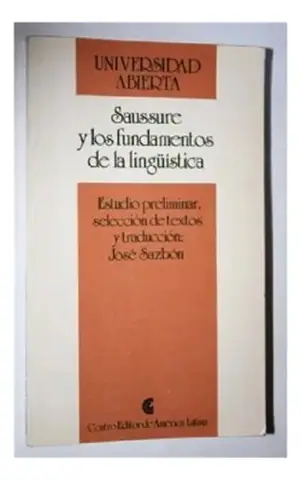 UNIVERSIDAD
ABIERTA
Saussure
y los fundamentos
de la lingüistica
Estudio preliminar,
selección de textos
y traducción:
José Sazbón
Centro Editor de América Latina